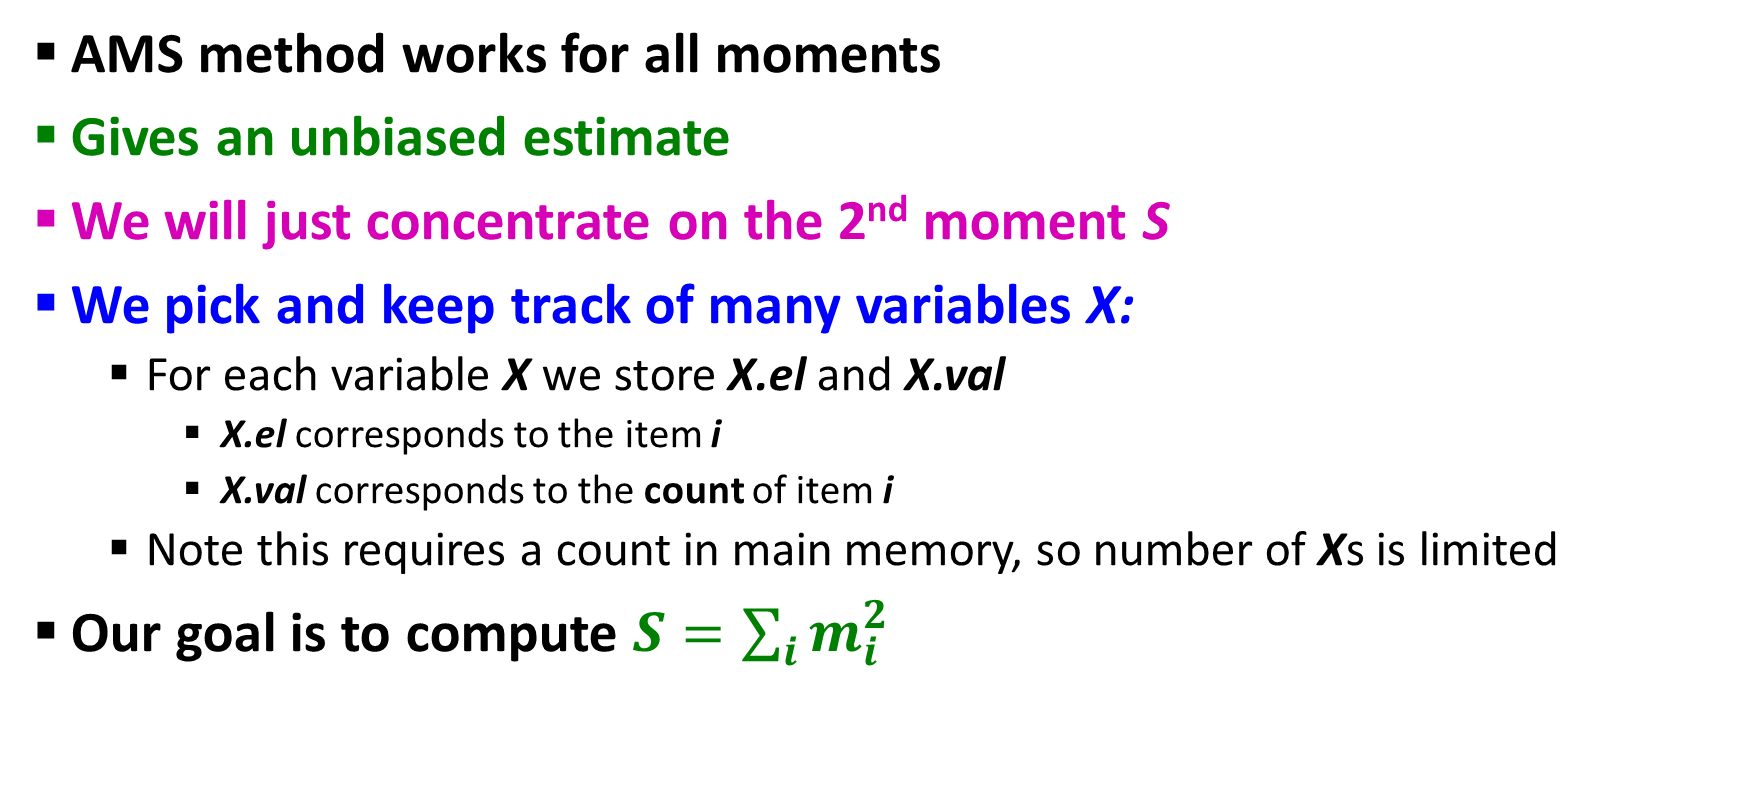 ▪ AMS method works for all moments
▪ Gives an unbiased estimate
▪ We will just concentrate on the 2nd moment S
▪ We pick and keep track of many variables X:
▪ For each variable X we store X.el and X.val
▪ X.el corresponds to the item i
▪ X.val corresponds to the count of item i
▪ Note this requires a count in main memory, so number of Xs is limited
▪ Our goal is to compute S = ∑ᵢ mᵢ²